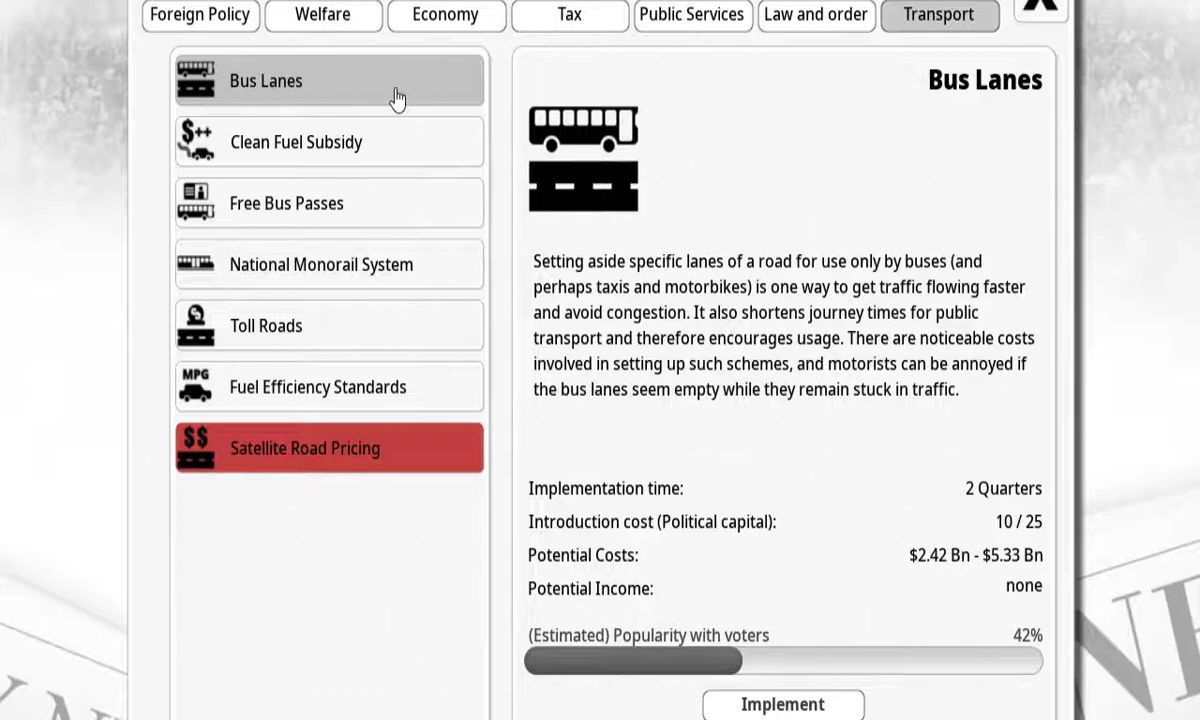 Foreign Policy
Welfare
Economy
Tax
Public Services
Law and order
Transport
X
Bus Lanes
$++
Clean Fuel Subsidy
Free Bus Passes
National Monorail System
Toll Roads
MPG
Fuel Efficiency Standards
$$
Satellite Road Pricing
Bus Lanes
Setting aside specific lanes of a road for use only by buses (and
perhaps taxis and motorbikes) is one way to get traffic flowing faster
and avoid congestion. It also shortens journey times for public
transport and therefore encourages usage. There are noticeable costs
involved in setting up such schemes, and motorists can be annoyed if
the bus lanes seem empty while they remain stuck in traffic.
Implementation time: 2 Quarters
Introduction cost (Political capital): 10 / 25
Potential Costs: $2.42 Bn - $5.33 Bn
Potential Income: none
(Estimated) Popularity with voters 42%
Implement